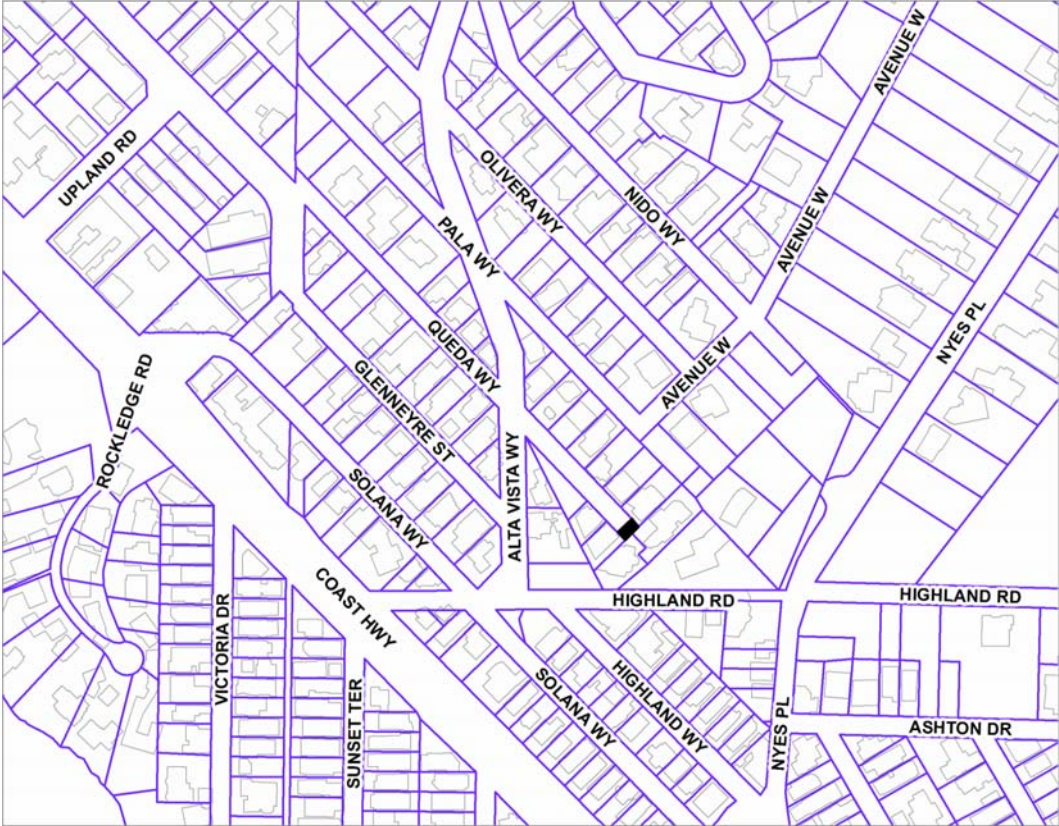 AVENUE W
UPLAND RD
OLIVERA WY
NIDO WY
AVENUE W
PALA WY
QUEDA WY
NYES PL
GLENNEYRE ST
AVENUE W
ROCKLEDGE RD
SOLANA WY
ALTA VISTA WY
COAST HWY
HIGHLAND RD
HIGHLAND RD
VICTORIA DR
SUNSET TER
SOLANA WY
HIGHLAND WY
NYES PL
ASHTON DR